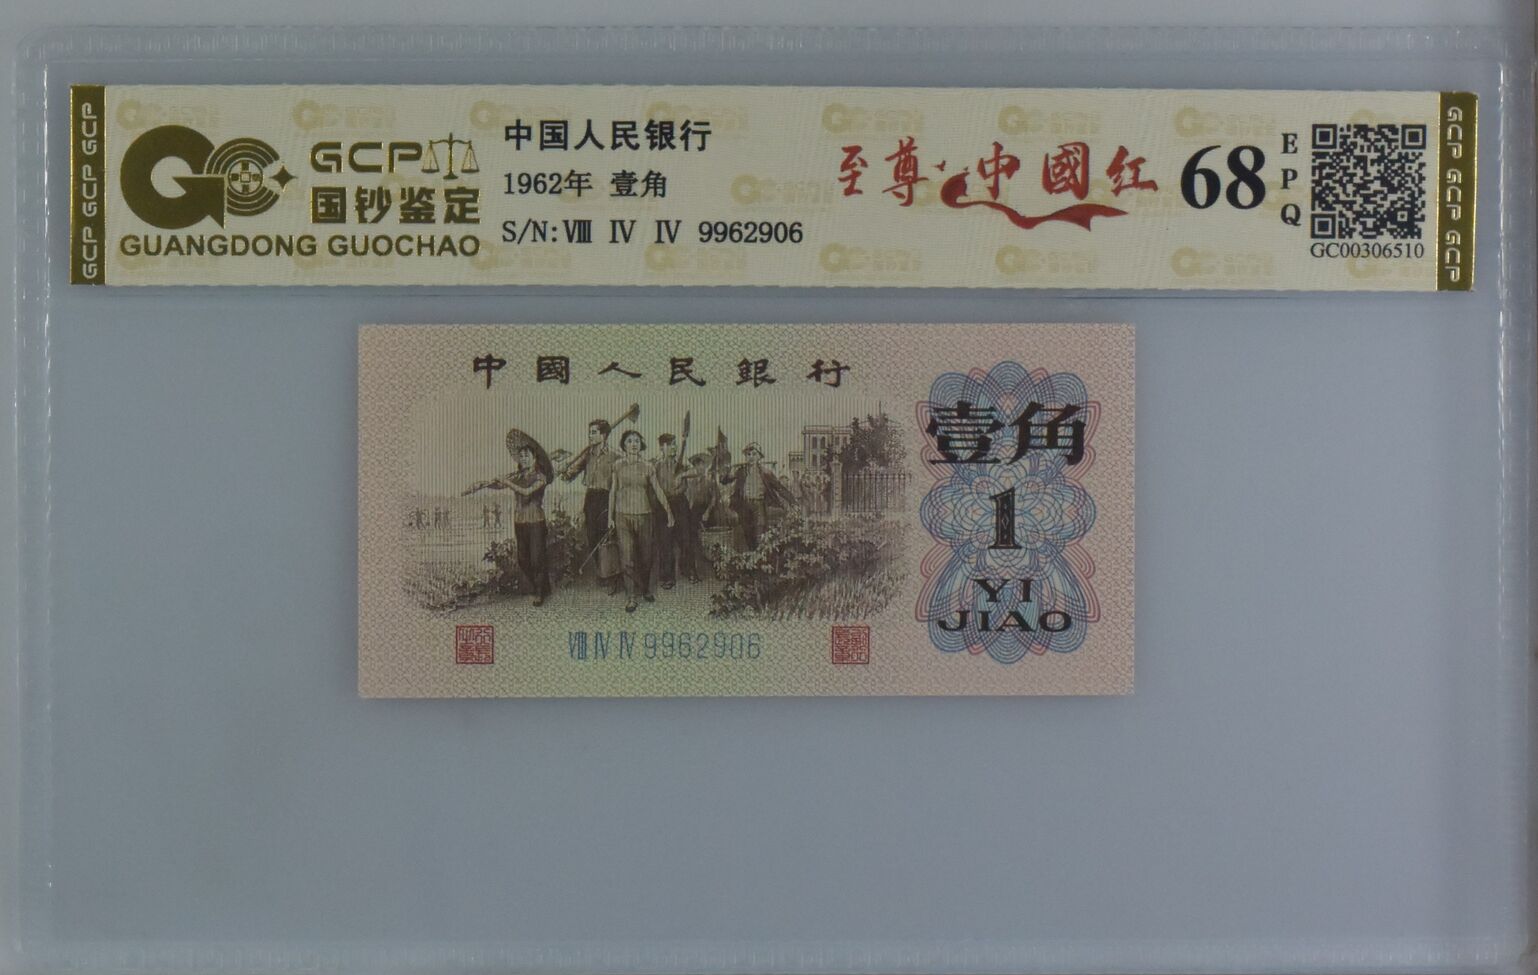 GCP GCP GCP
GCP
国钞鉴定
GUANGDONG GUOCHAO
中国人民银行
1962年 壹角
S/N: Ⅷ Ⅳ Ⅳ 9962906
至尊·中國红
68
EPQ
GC00306510
GCP GCP GCP
中國人民銀行
壹角
1
YI
JIAO
Ⅷ Ⅳ Ⅳ 9962906